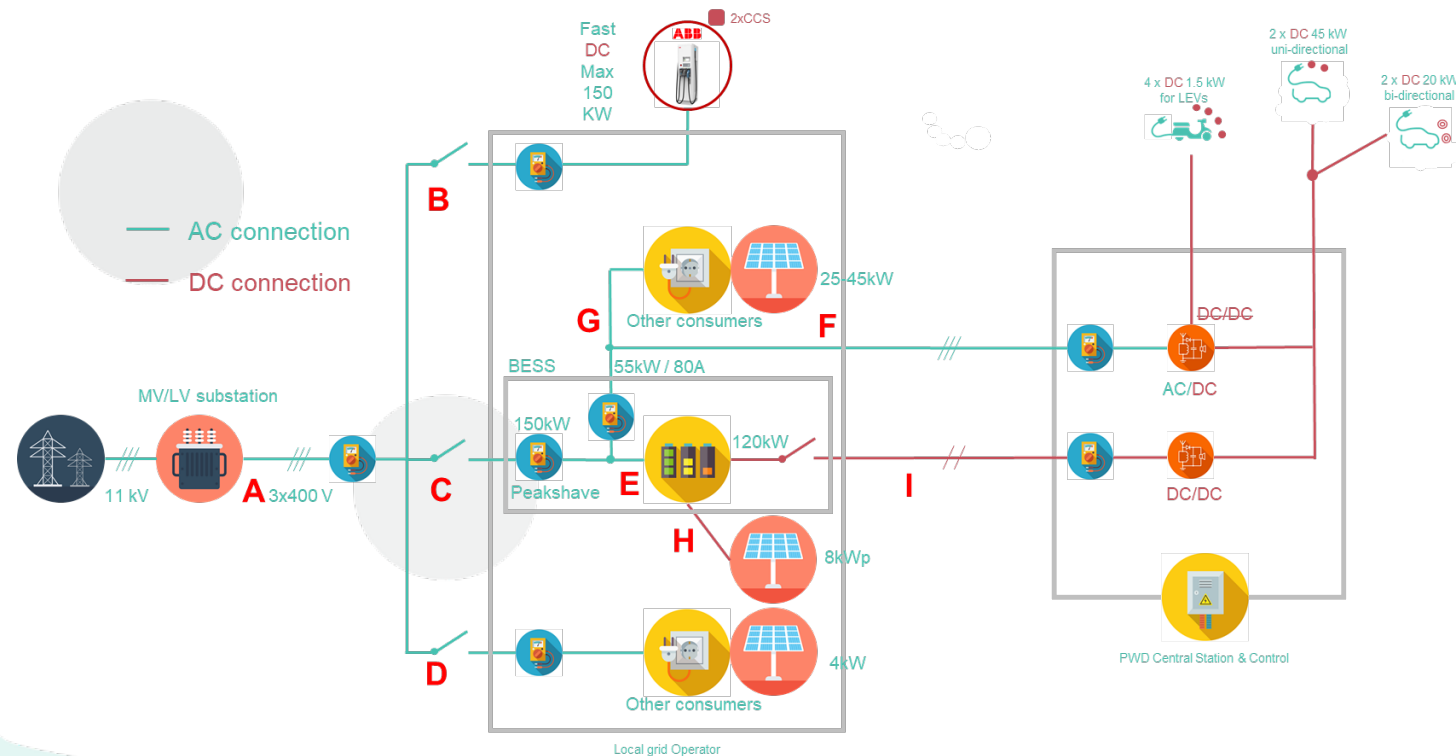 2xCCS
ABB
Fast
DC
Max
150
KW
2 x DC 45 kW
uni-directional
4 x DC 1.5 kW
for LEVs
2 x DC 20 kW
bi-directional
B
AC connection
DC connection
25-45kW
G
Other consumers
F
DC/DC
BESS
55kW / 80A
AC/DC
MV/LV substation
150kW
120kW
11 kV
A
3x400 V
C
Peakshave
E
I
DC/DC
H
8kWp
D
4kW
Other consumers
PWD Central Station & Control
Local grid Operator